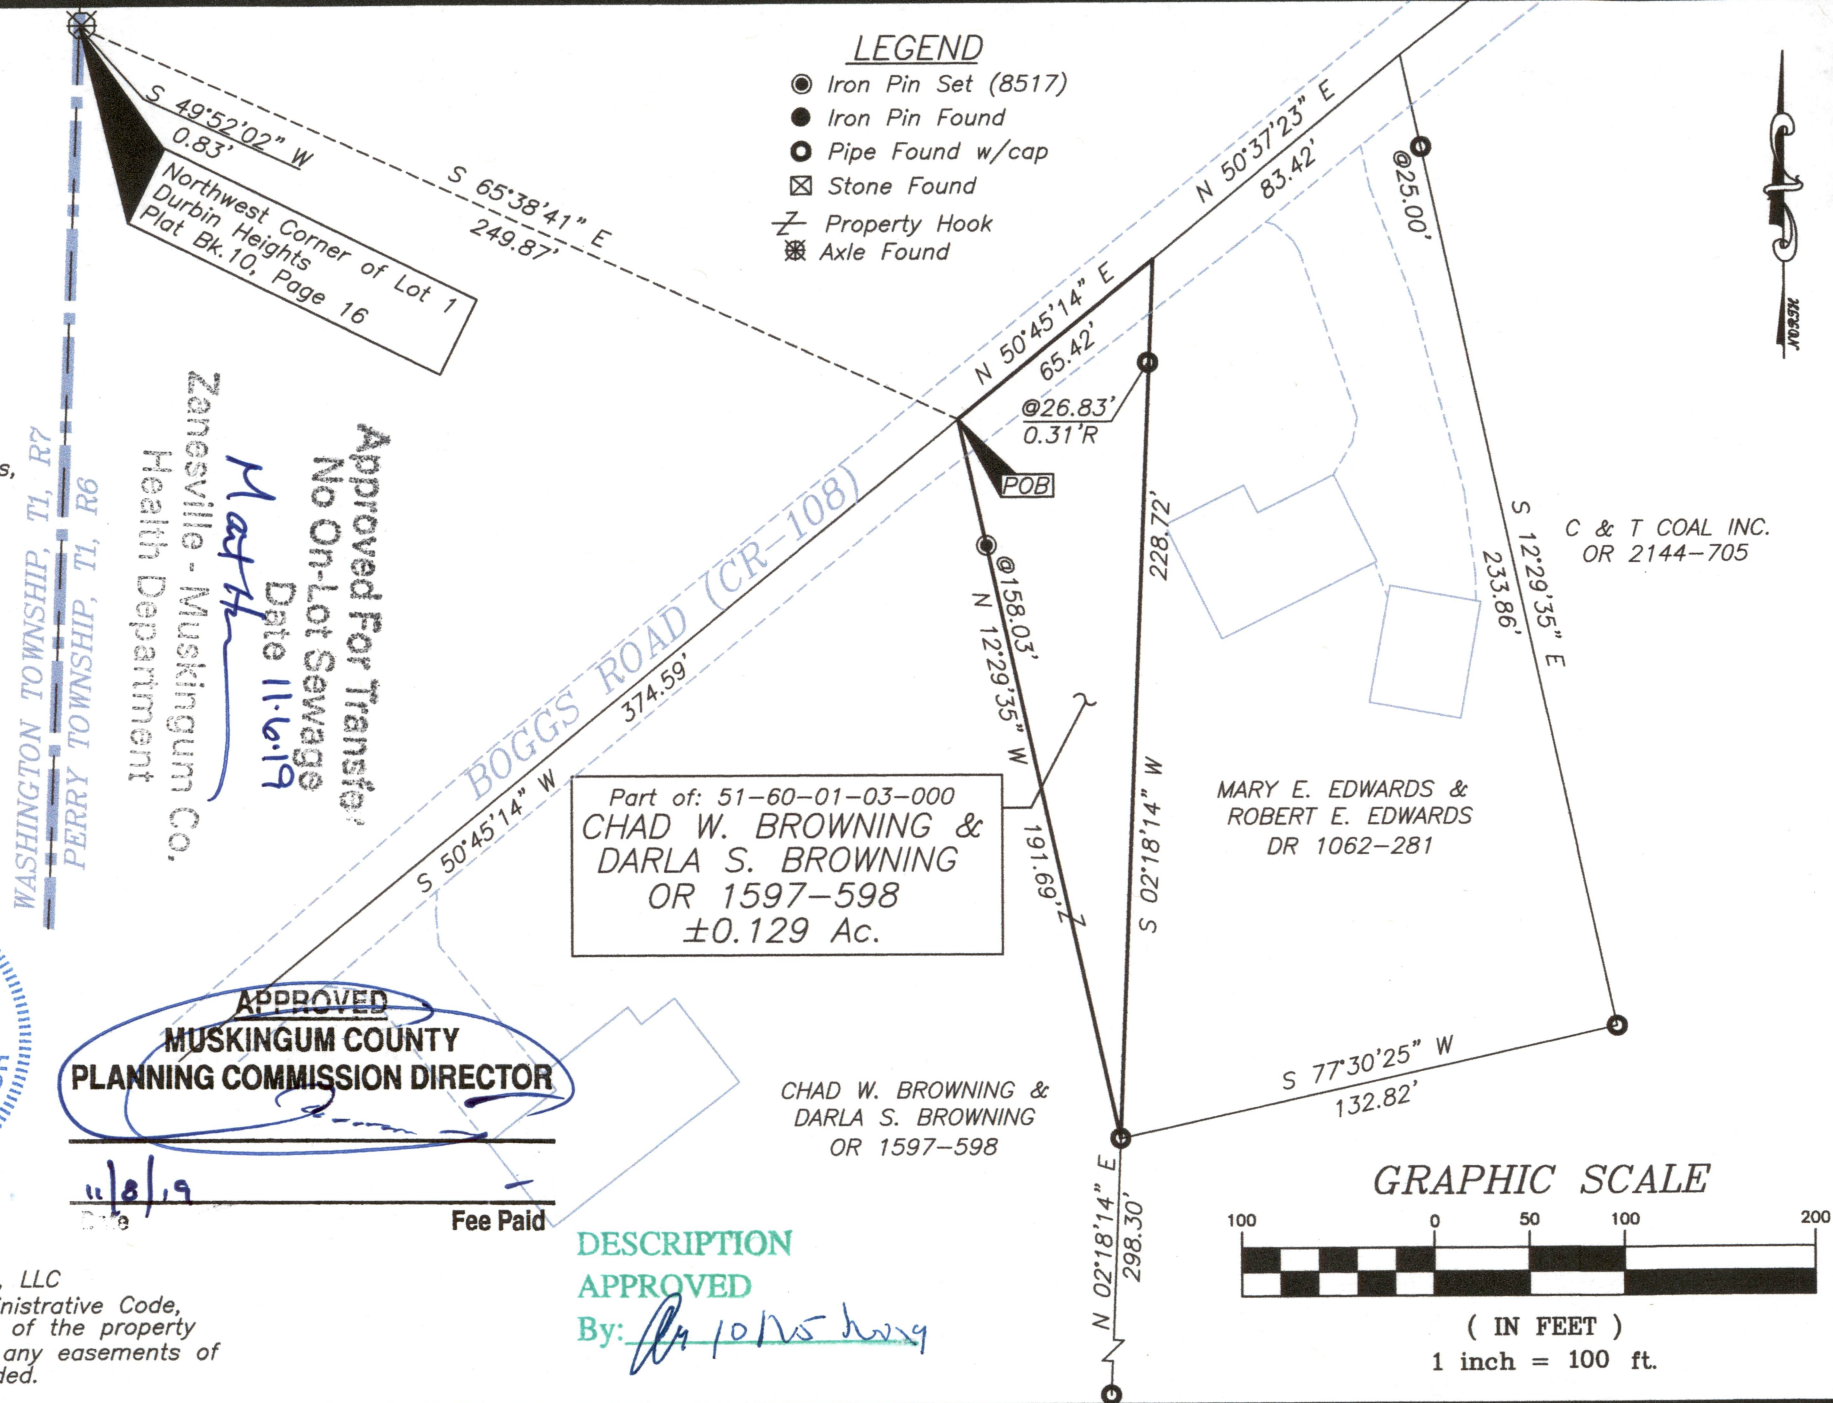 LEGEND
Iron Pin Set (8517)
Iron Pin Found
Pipe Found w/cap
Stone Found
Property Hook
Axle Found
S 49°52'02" W
0.83'
Northwest Corner of Lot 1
Durbin Heights
Plat Bk.10, Page 16
S 65°38'41" E
249.87'
N 50°37'23" E
83.42'
@25.00'
N 50°45'14" E
65.42'
@26.83'
0.31'R
POB
WASHINGTON TOWNSHIP, T1, R7
PERRY TOWNSHIP, T1, R6
Approved For Transfer
No On-Lot Sewage
Date 11·6·19
Zanesville - Muskingum Co.
Health Department
BOGGS ROAD (CR-108)
374.59'
S 50°45'14" W
@158.03'
N 12°29'35" W
191.69'
228.72'
S 02°18'14" W
S 12°29'35" E
233.86'
C & T COAL INC.
OR 2144-705
MARY E. EDWARDS &
ROBERT E. EDWARDS
DR 1062-281
Part of: 51-60-01-03-000
CHAD W. BROWNING &
DARLA S. BROWNING
OR 1597-598
±0.129 Ac.
APPROVED
MUSKINGUM COUNTY
PLANNING COMMISSION DIRECTOR
11/8/19
Date
Fee Paid
CHAD W. BROWNING &
DARLA S. BROWNING
OR 1597-598
S 77°30'25" W
132.82'
N 02°18'14" E
298.30'
DESCRIPTION
APPROVED
By:
GRAPHIC SCALE
100 0 50 100 200
( IN FEET )
1 inch = 100 ft.
, LLC
inistrative Code,
of the property
any easements of
ded.
s,